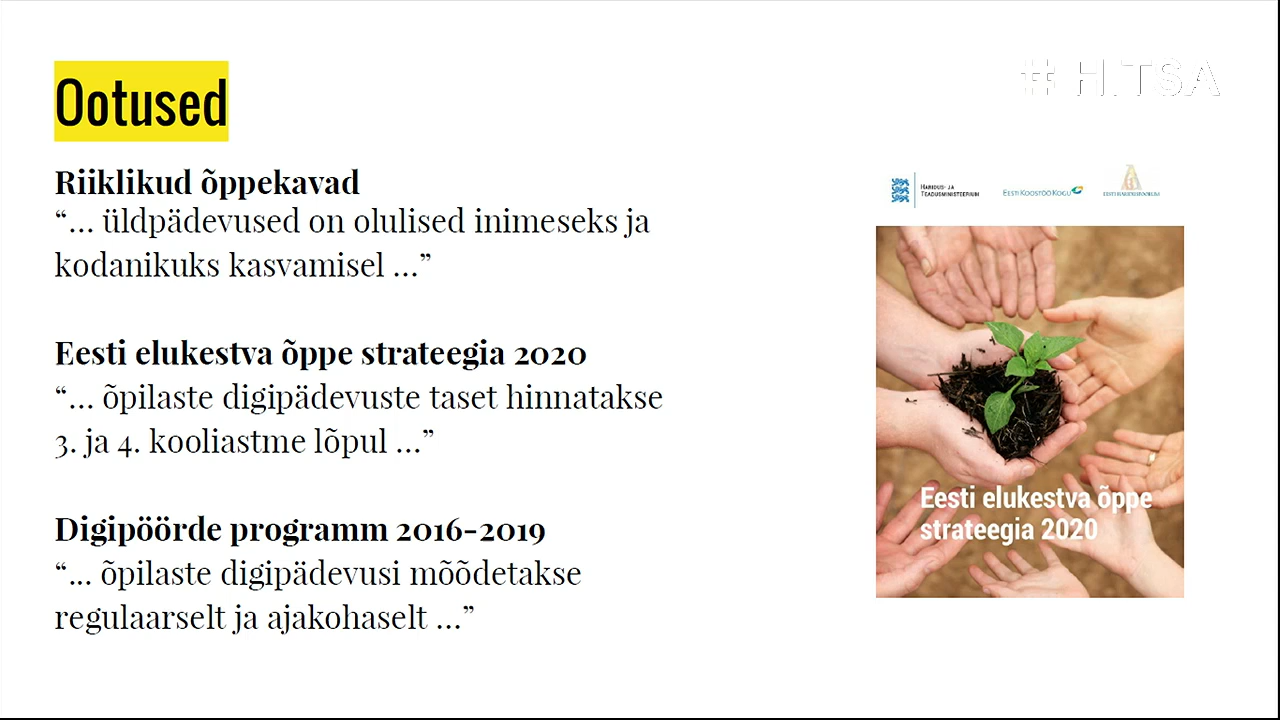 Ootused
# HITSA
Riiklikud õppekavad
“… üldpädevused on olulised inimeseks ja
kodanikuks kasvamisel …”
Eesti elukestva õppe strateegia 2020
“… õpilaste digipädevuste taset hinnatakse
3. ja 4. kooliastme lõpul …”
Digipöörde programm 2016-2019
“… õpilaste digipädevusi mõõdetakse
regulaarselt ja ajakohaselt …”
HARIDUS- JA
TEADUSMINISTEERIUM
EESTI KOOSTÖÖ KOGU
EESTI HARIDUSFOORUM
Eesti elukestva õppe
strateegia 2020